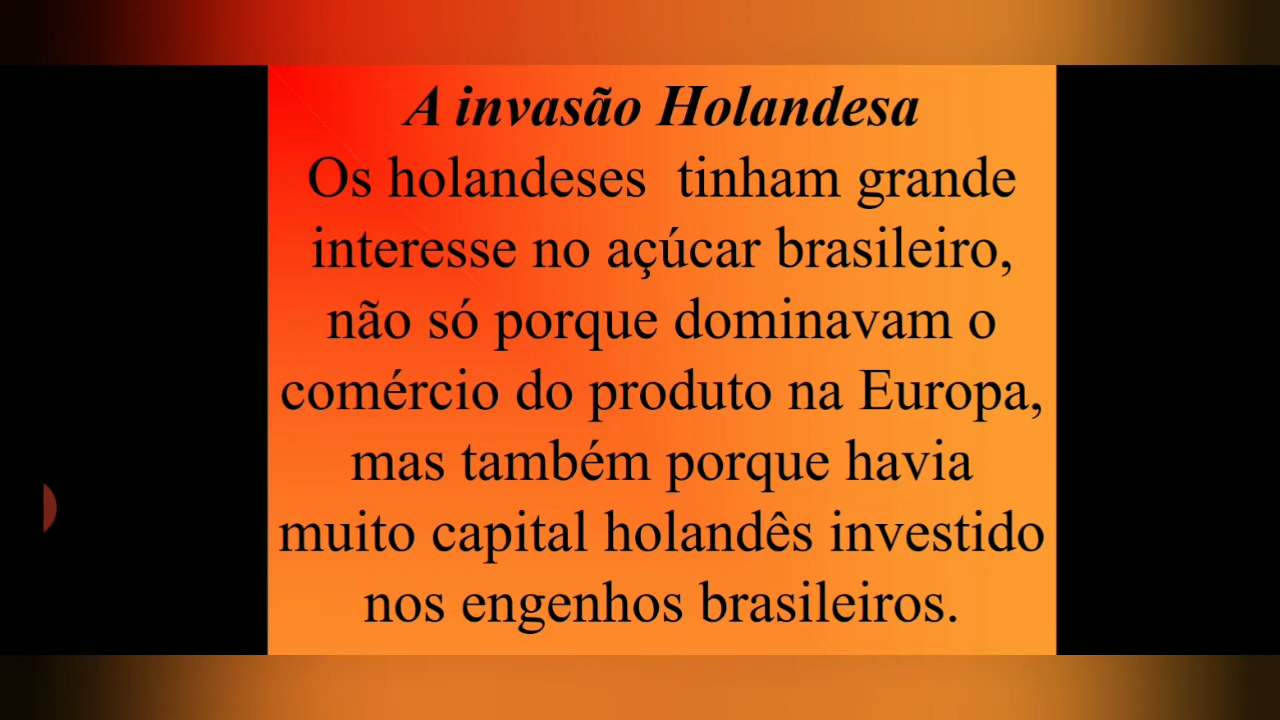 A invasão Holandesa
Os holandeses tinham grande
interesse no açúcar brasileiro,
não só porque dominavam o
comércio do produto na Europa,
mas também porque havia
muito capital holandês investido
nos engenhos brasileiros.